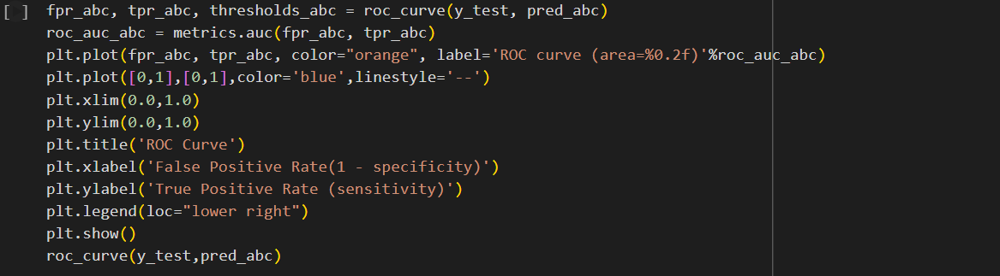 [ ] fpr_abc, tpr_abc, thresholds_abc = roc_curve(y_test, pred_abc)
roc_auc_abc = metrics.auc(fpr_abc, tpr_abc)
plt.plot(fpr_abc, tpr_abc, color="orange", label='ROC curve (area=%0.2f)'%roc_auc_abc)
plt.plot([0,1],[0,1],color='blue',linestyle='--')
plt.xlim(0.0,1.0)
plt.ylim(0.0,1.0)
plt.title('ROC Curve')
plt.xlabel('False Positive Rate(1 - specificity)')
plt.ylabel('True Positive Rate (sensitivity)')
plt.legend(loc="lower right")
plt.show()
roc_curve(y_test,pred_abc)